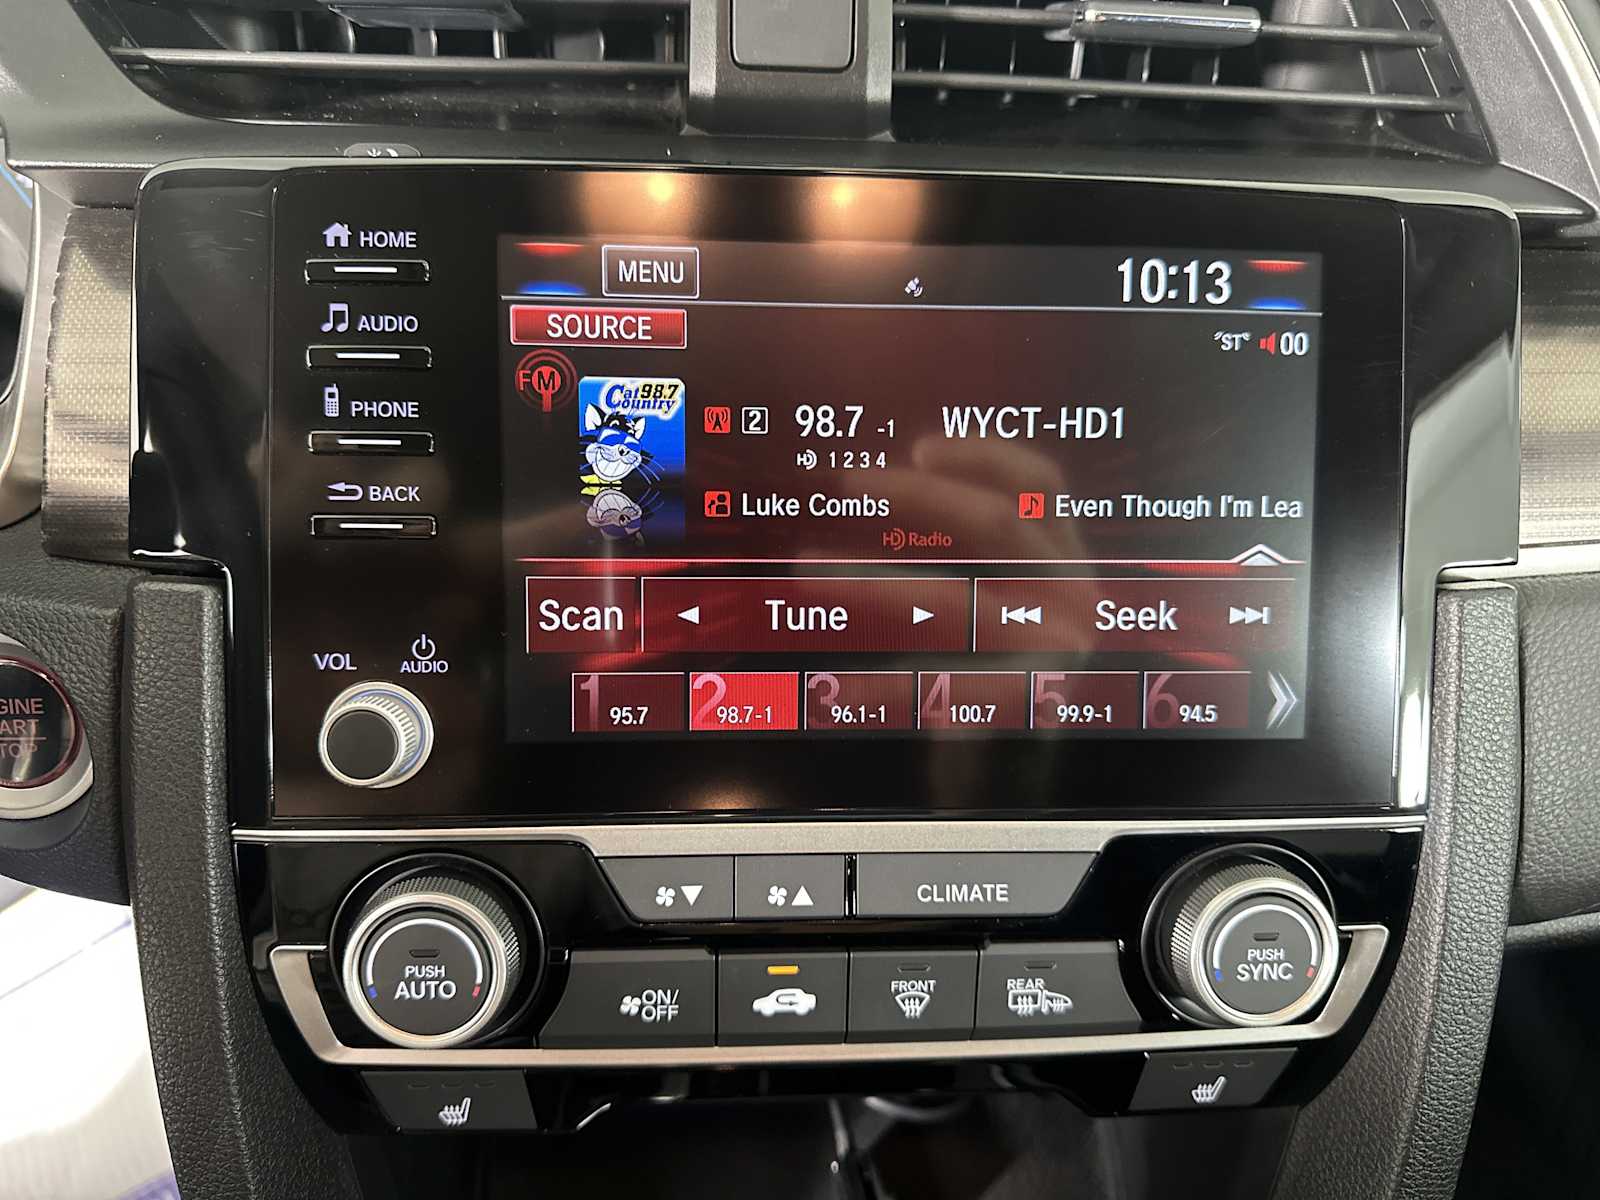 HOME
AUDIO
PHONE
BACK
VOL
AUDIO
MENU
10:13
SOURCE
"ST" 00
FM
Cat 98.7
Country
2 98.7 -1 WYCT-HD1
HD 1 2 3 4
Luke Combs
Even Though I'm Lea
HD Radio
Scan
Tune
Seek
1 95.7
2 98.7-1
3 96.1-1
4 100.7
5 99.9-1
6 94.5
GINE
ART
TOP
CLIMATE
PUSH
AUTO
ON/
OFF
FRONT
REAR
PUSH
SYNC